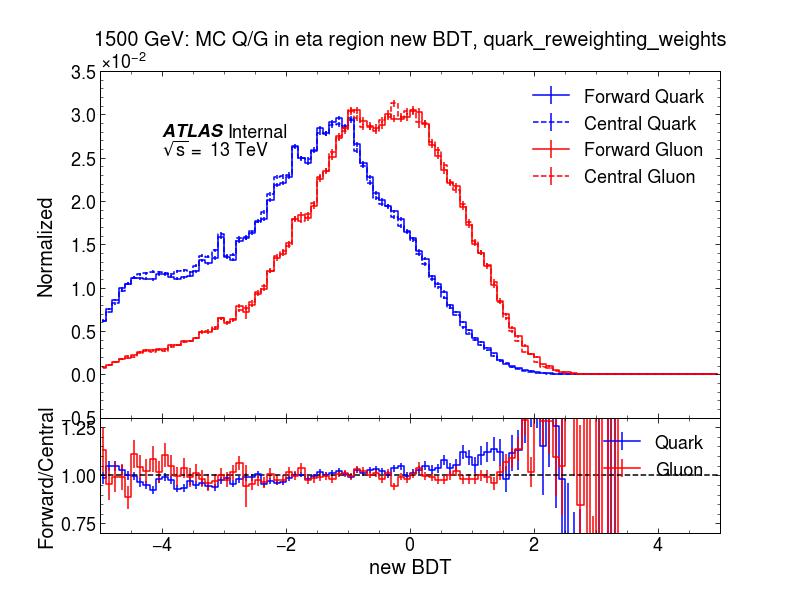 1500 GeV: MC Q/G in eta region new BDT, quark_reweighting_weights
×10⁻²
3.5
3.0
2.5
2.0
1.5
1.0
0.5
0.0
0.5
Normalized
ATLAS Internal
√s = 13 TeV
Forward Quark
Central Quark
Forward Gluon
Central Gluon
1.25
1.00
0.75
Forward/Central
Quark
Gluon
−4 −2 0 2 4
new BDT